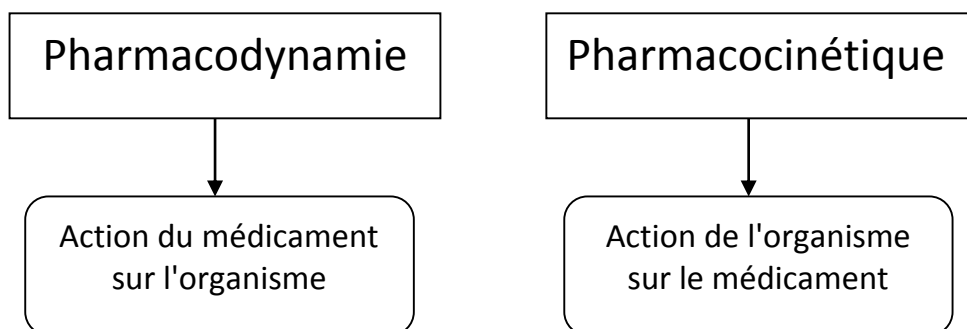 Pharmacodynamie
Pharmacocinétique
Action du médicament
sur l'organisme
Action de l'organisme
sur le médicament